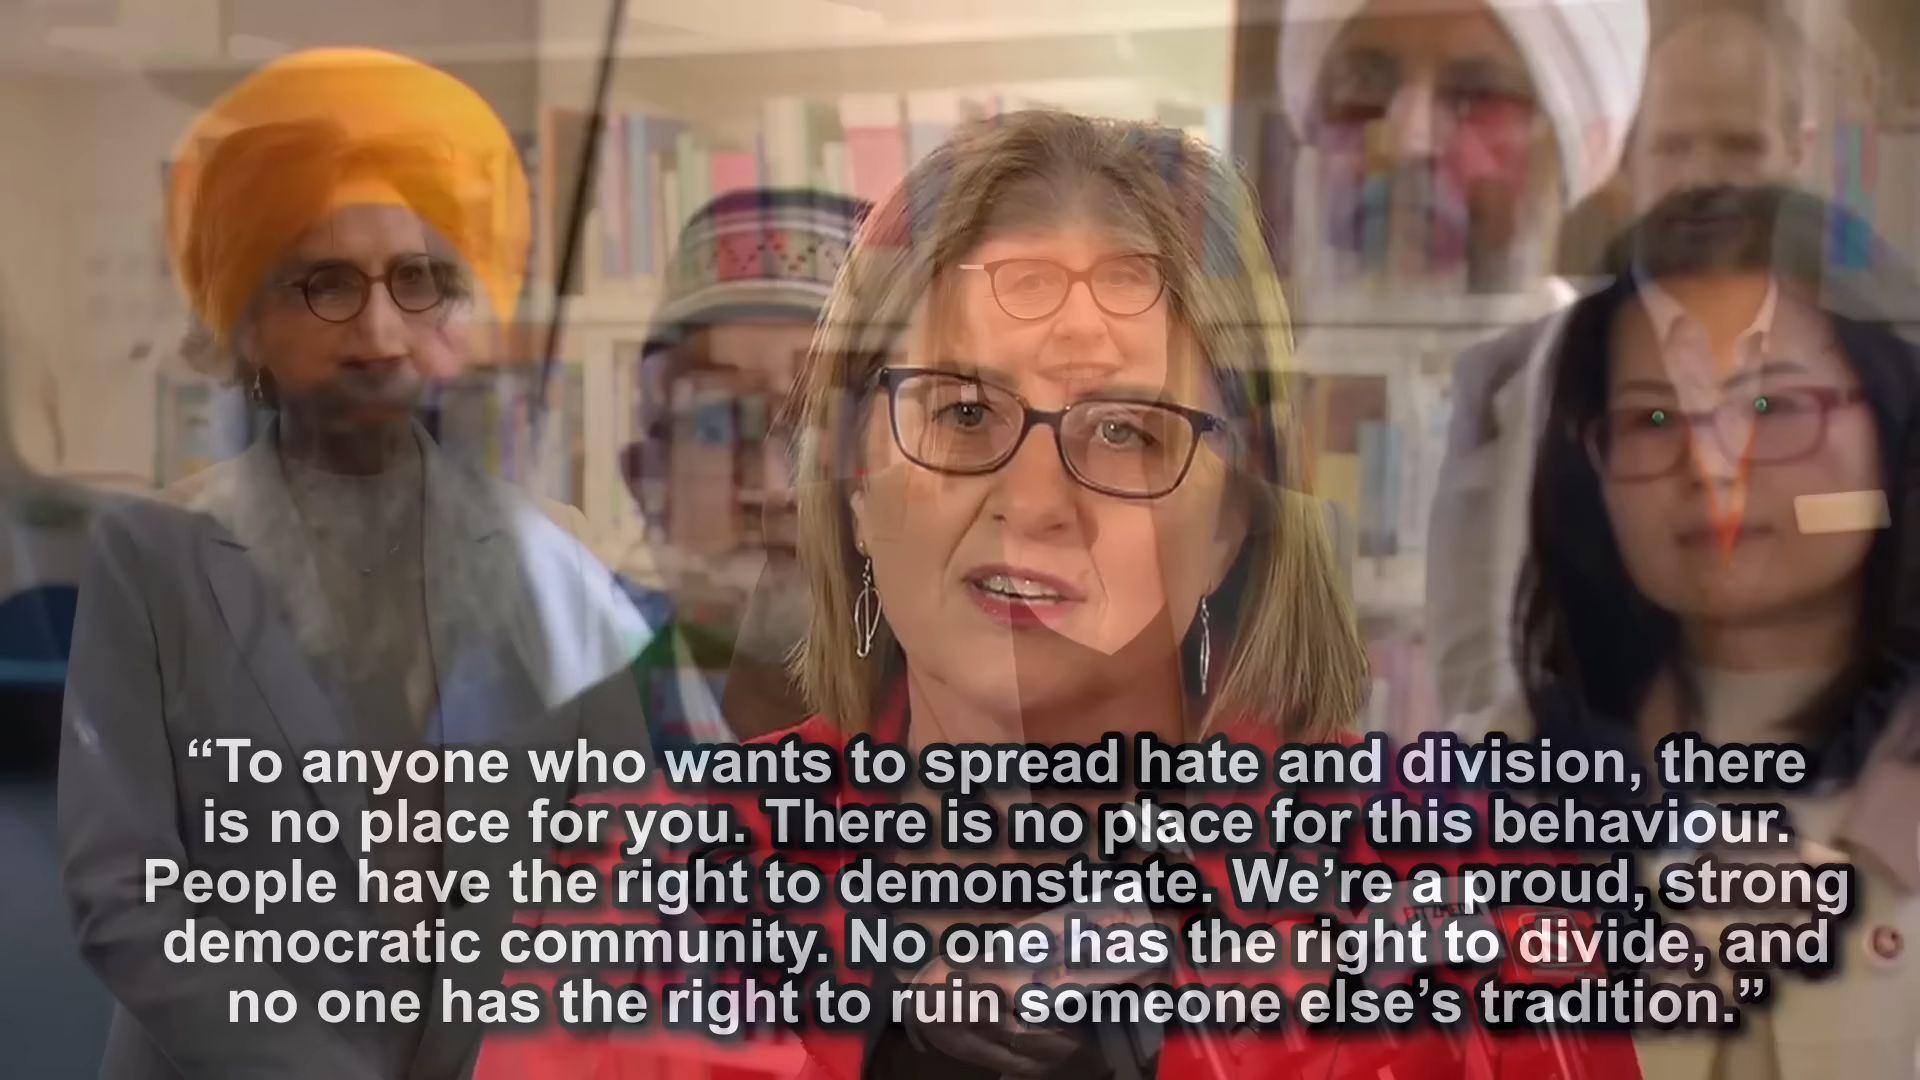 “To anyone who wants to spread hate and division, there
is no place for you. There is no place for this behaviour.
People have the right to demonstrate. We’re a proud, strong
democratic community. No one has the right to divide, and
no one has the right to ruin someone else’s tradition.”